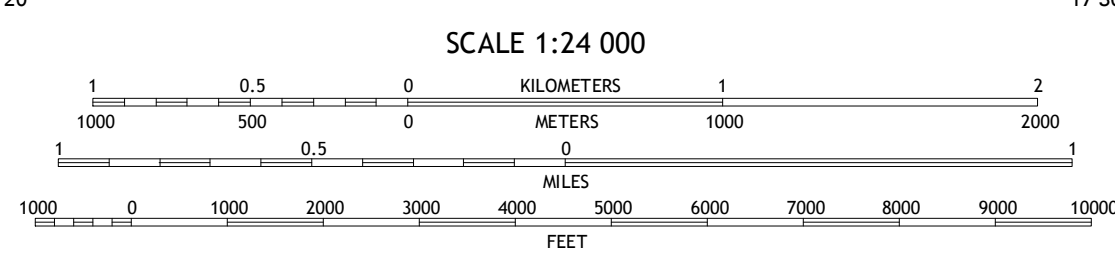 SCALE 1:24 000
1 0.5 0 KILOMETERS 1 2
1000 500 0 METERS 1000 2000
1 0.5 0 1
MILES
1000 0 1000 2000 3000 4000 5000 6000 7000 8000 9000 10000
FEET